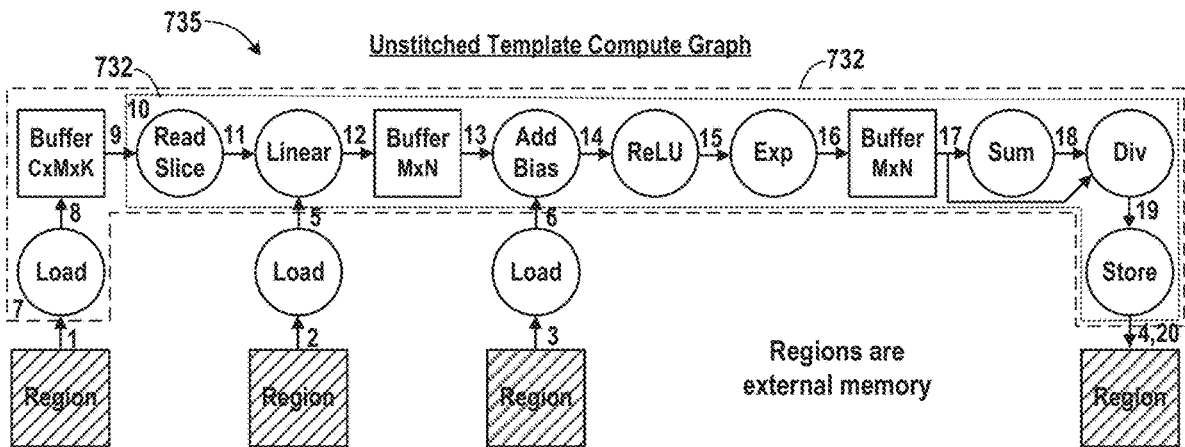 735
Unstitched Template Compute Graph
732
732
10
Buffer
CxMxK
9
Read
Slice
11
Linear
12
Buffer
MxN
13
Add
Bias
14
ReLU
15
Exp
16
Buffer
MxN
17
Sum
18
Div
8
5
6
19
Load
Load
Load
Store
7
1
2
3
4,20
Region
Region
Region
Regions are
external memory
Region